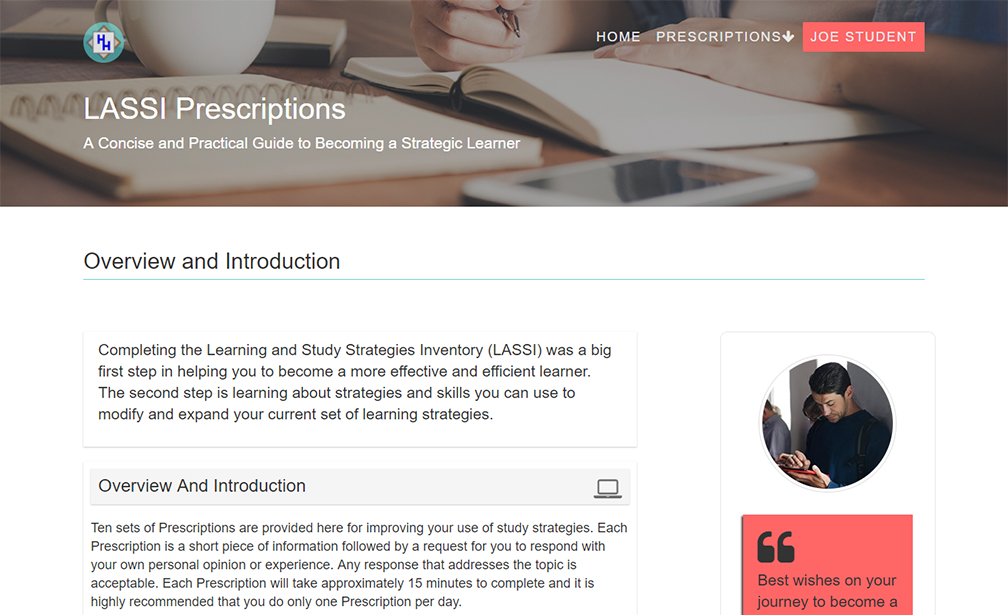 HH
HOME PRESCRIPTIONS JOE STUDENT
LASSI Prescriptions
A Concise and Practical Guide to Becoming a Strategic Learner
Overview and Introduction
Completing the Learning and Study Strategies Inventory (LASSI) was a big
first step in helping you to become a more effective and efficient learner.
The second step is learning about strategies and skills you can use to
modify and expand your current set of learning strategies.
Overview And Introduction
Ten sets of Prescriptions are provided here for improving your use of study strategies. Each
Prescription is a short piece of information followed by a request for you to respond with
your own personal opinion or experience. Any response that addresses the topic is
acceptable. Each Prescription will take approximately 15 minutes to complete and it is
highly recommended that you do only one Prescription per day.
Best wishes on your
journey to become a